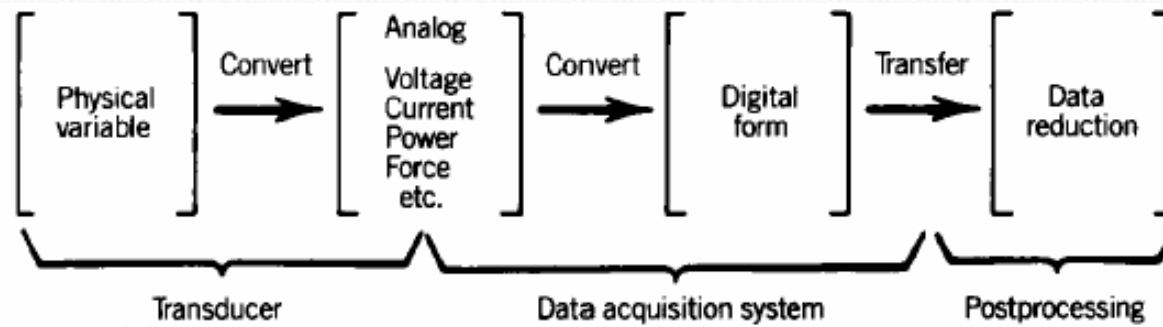 Physical
variable
Convert
Analog
Voltage
Current
Power
Force
etc.
Convert
Digital
form
Transfer
Data
reduction
Transducer
Data acquisition system
Postprocessing